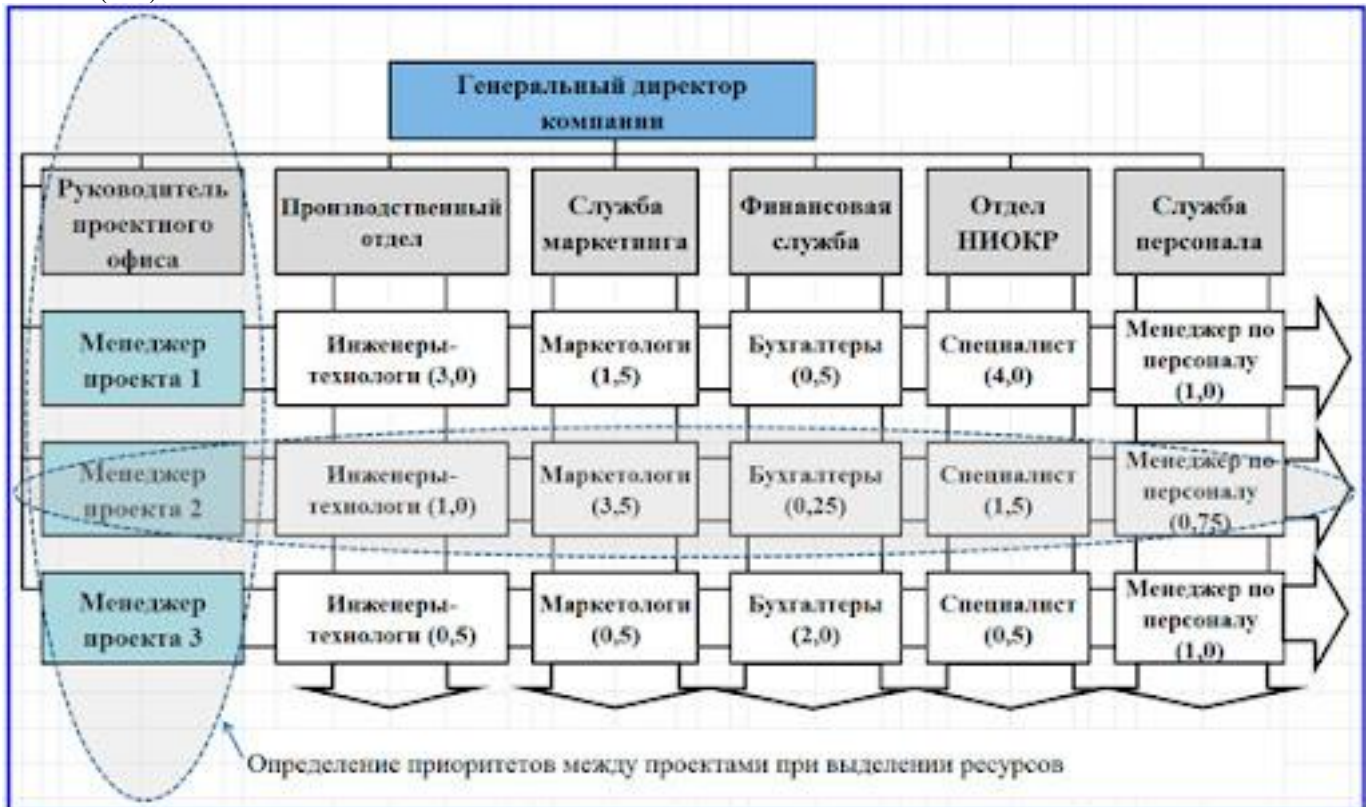 Генеральный директор
компании
Руководитель
проектного
офиса
Производственный
отдел
Служба
маркетинга
Финансовая
служба
Отдел
НИОКР
Служба
персонала
Менеджер
проекта 1
Инженеры-
технологи (3,0)
Маркетологи
(1,5)
Бухгалтеры
(0,5)
Специалист
(4,0)
Менеджер по
персоналу
(1,0)
Менеджер
проекта 2
Инженеры-
технологи (1,0)
Маркетологи
(3,5)
Бухгалтеры
(0,25)
Специалист
(1,5)
Менеджер по
персоналу
(0,75)
Менеджер
проекта 3
Инженеры-
технологи (0,5)
Маркетологи
(0,5)
Бухгалтеры
(2,0)
Специалист
(0,5)
Менеджер по
персоналу
(1,0)
Определение приоритетов между проектами при выделении ресурсов